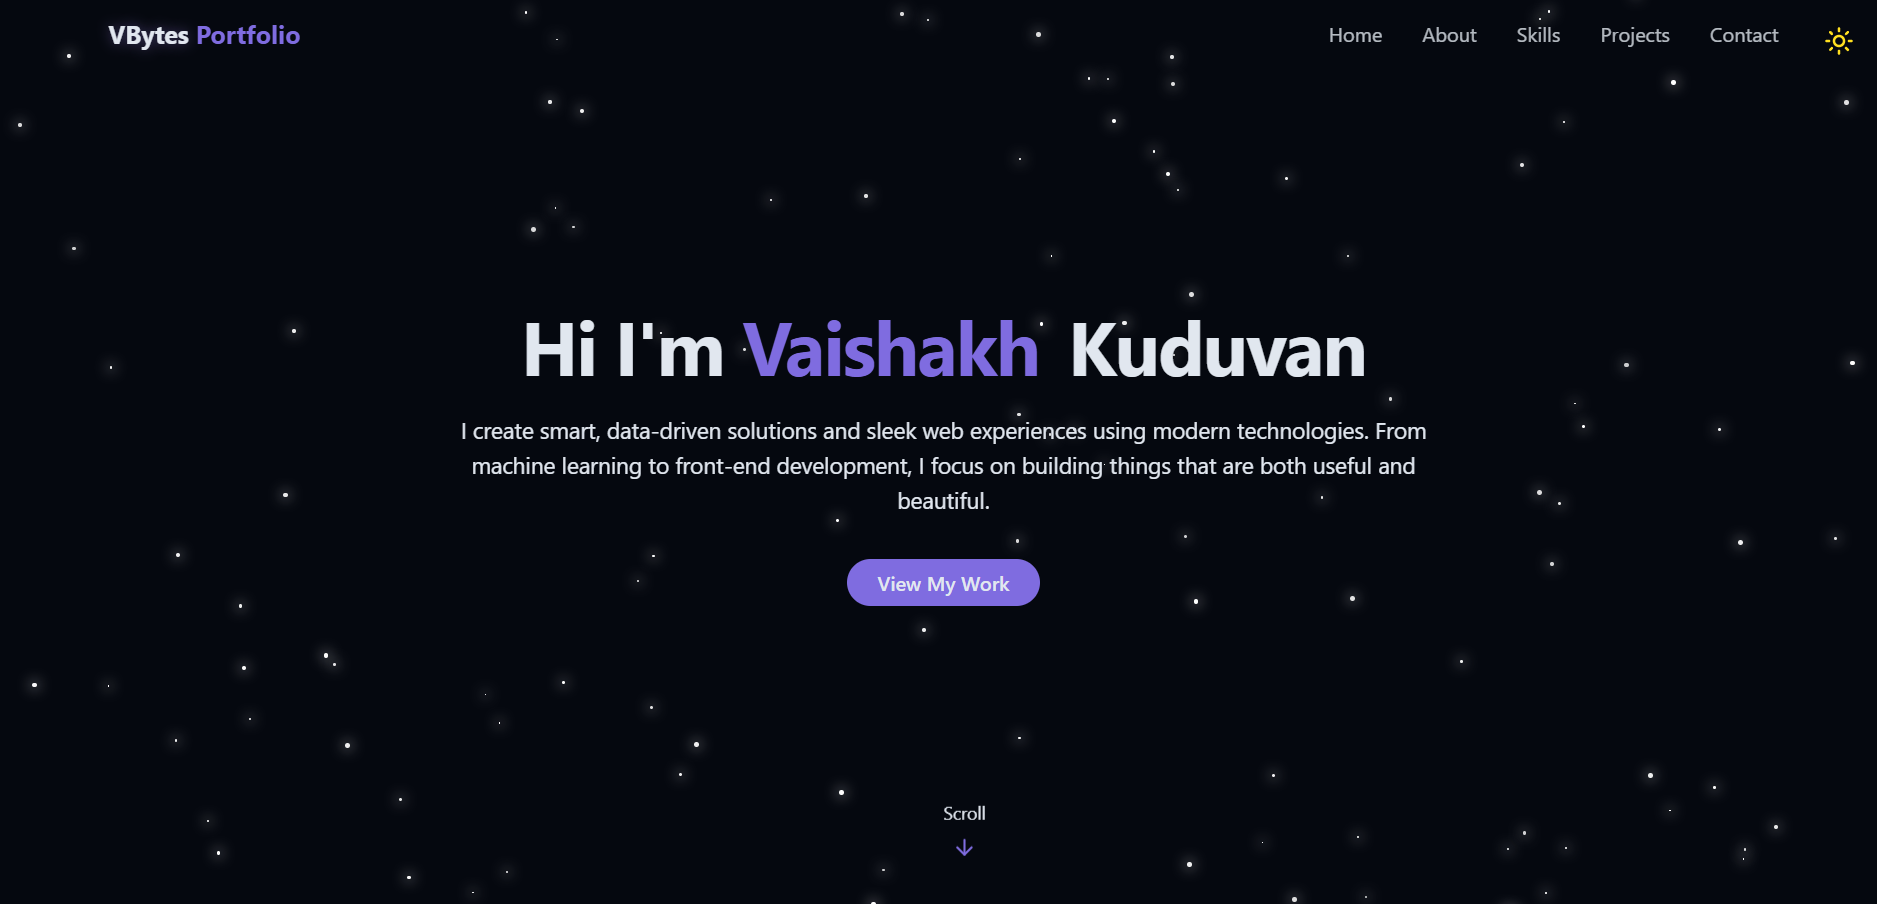 VBytes Portfolio
Home About Skills Projects Contact
Hi I'm Vaishakh Kuduvan
I create smart, data-driven solutions and sleek web experiences using modern technologies. From
machine learning to front-end development, I focus on building things that are both useful and
beautiful.
View My Work
Scroll